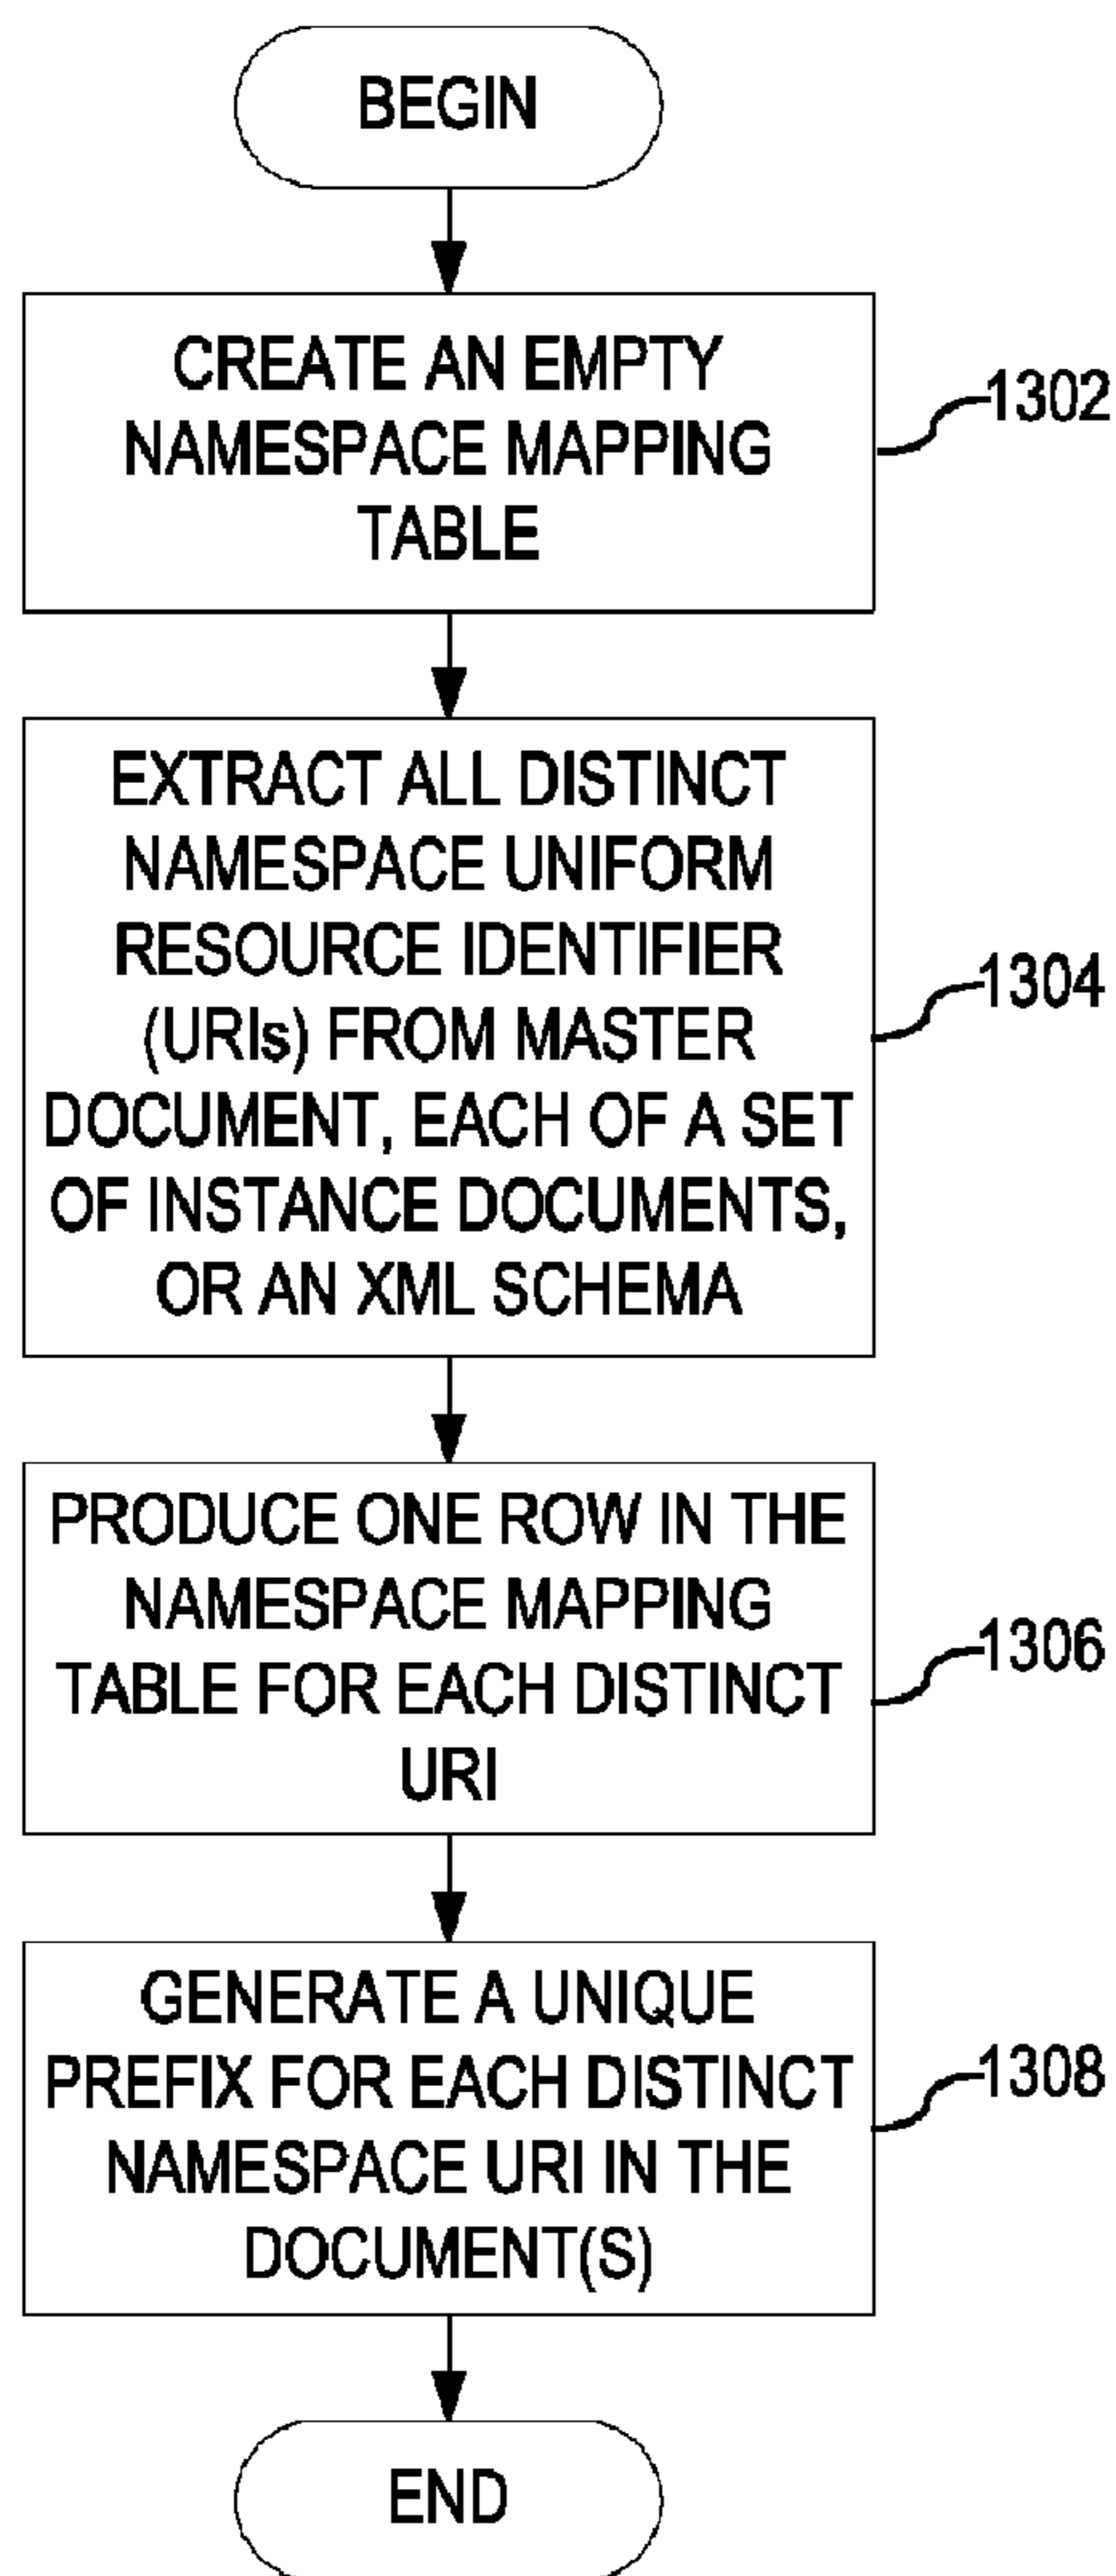 BEGIN
CREATE AN EMPTY
NAMESPACE MAPPING
TABLE
1302
EXTRACT ALL DISTINCT
NAMESPACE UNIFORM
RESOURCE IDENTIFIER
(URIs) FROM MASTER
DOCUMENT, EACH OF A SET
OF INSTANCE DOCUMENTS,
OR AN XML SCHEMA
1304
PRODUCE ONE ROW IN THE
NAMESPACE MAPPING
TABLE FOR EACH DISTINCT
URI
1306
GENERATE A UNIQUE
PREFIX FOR EACH DISTINCT
NAMESPACE URI IN THE
DOCUMENT(S)
1308
END